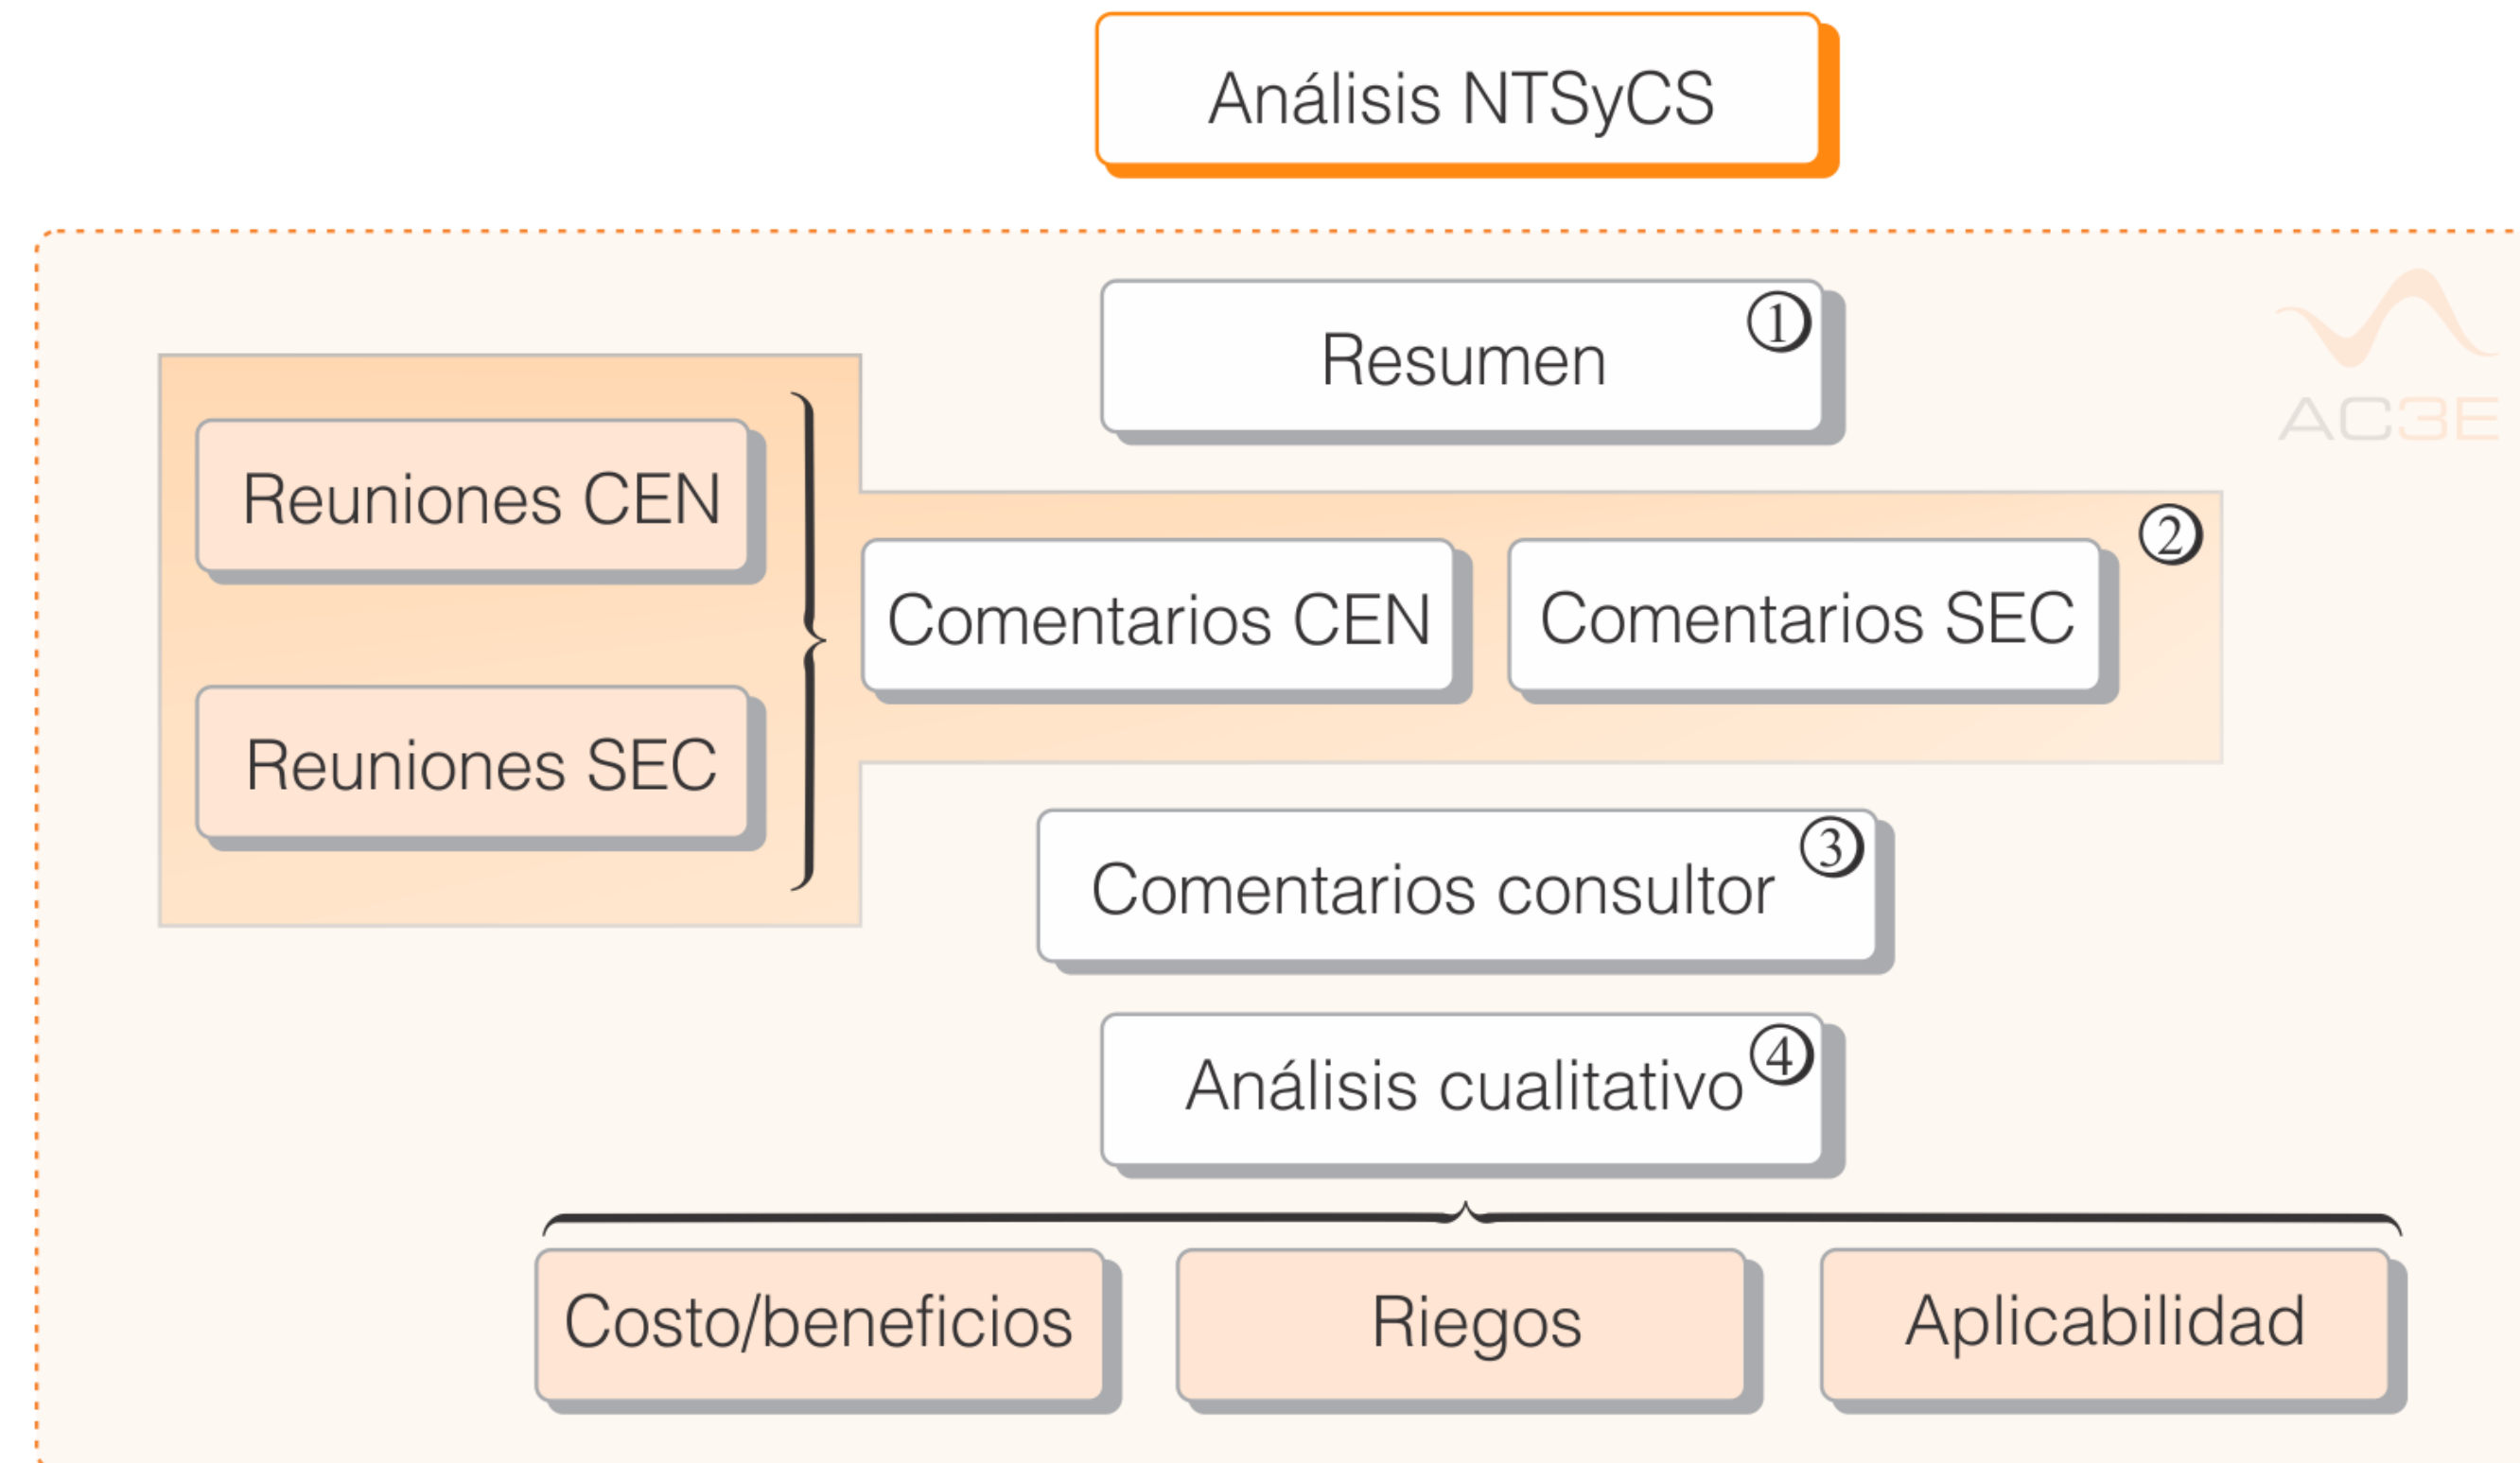 Análisis NTSyCS
Resumen
1
AC3E
Reuniones CEN
Reuniones SEC
Comentarios CEN
Comentarios SEC
2
Comentarios consultor
3
Análisis cualitativo
4
Costo/beneficios
Riegos
Aplicabilidad